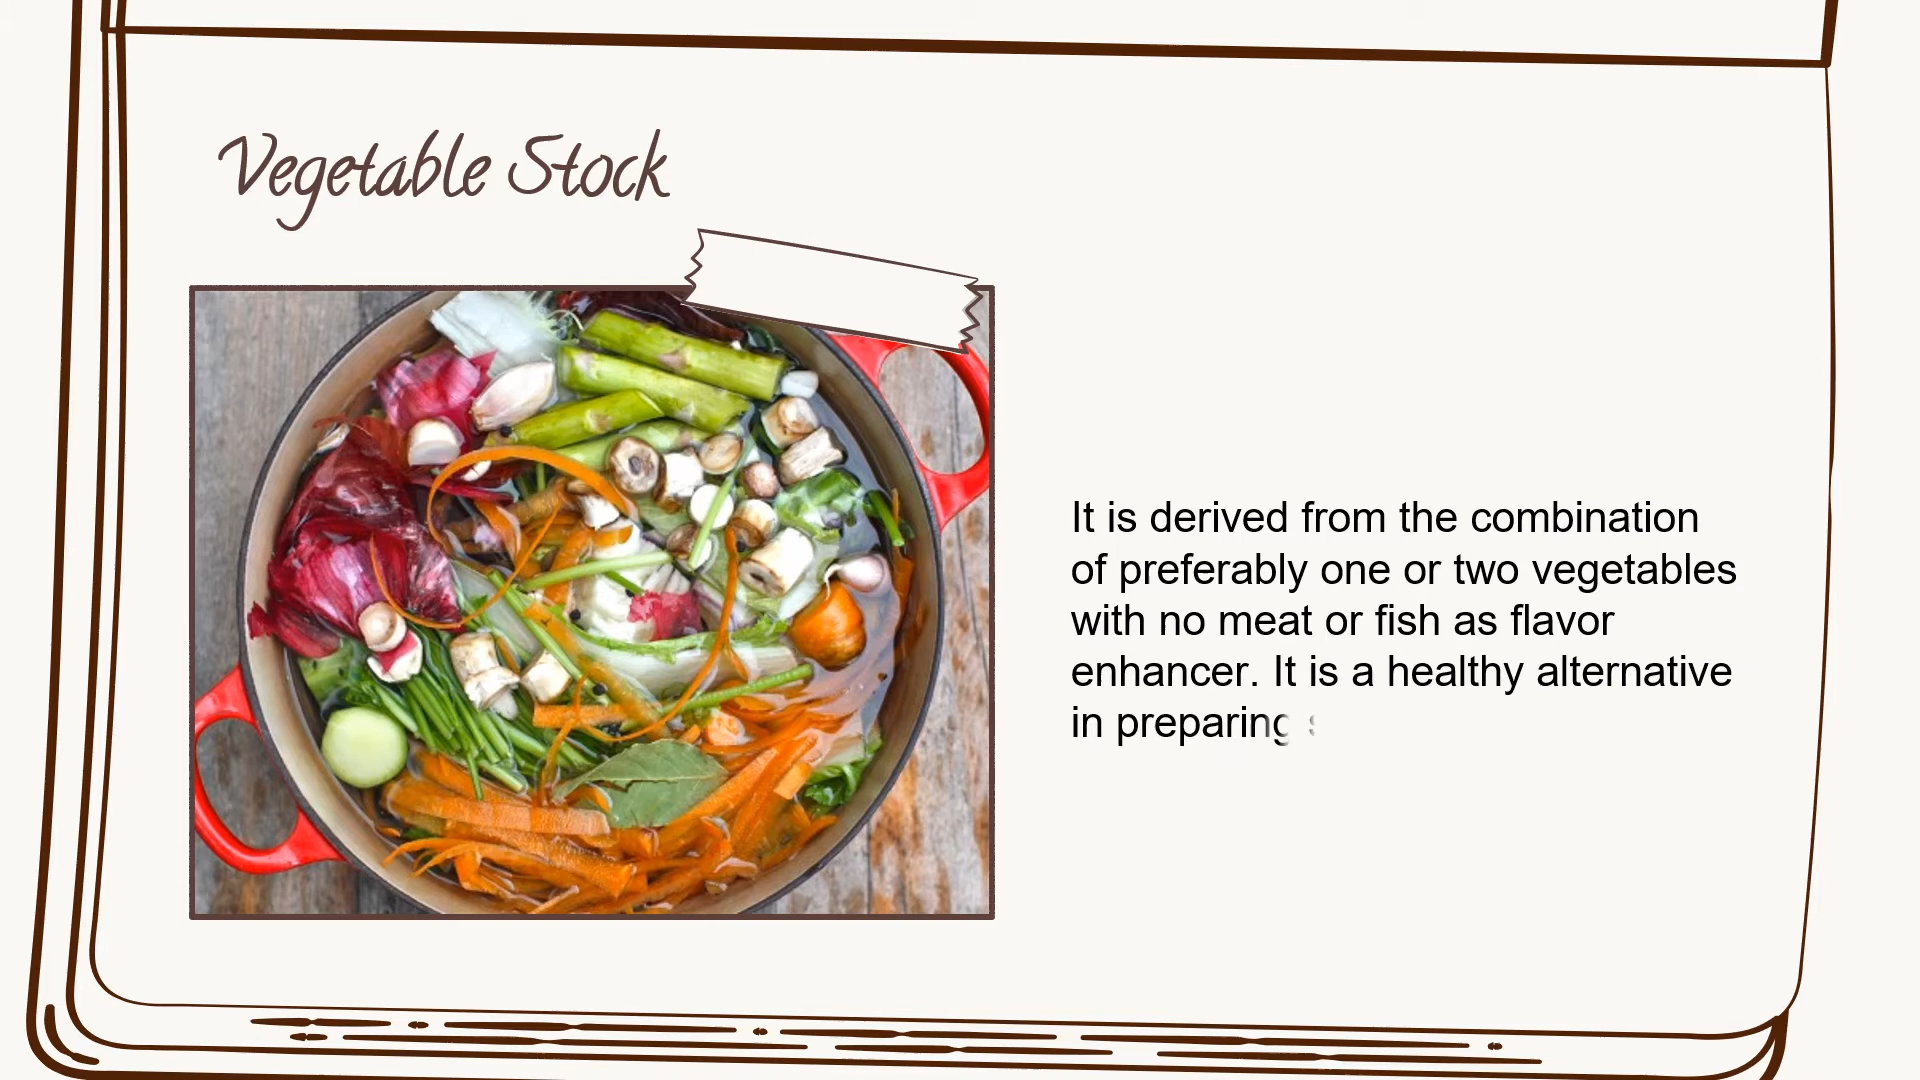 Vegetable Stock
It is derived from the combination
of preferably one or two vegetables
with no meat or fish as flavor
enhancer. It is a healthy alternative
in preparing